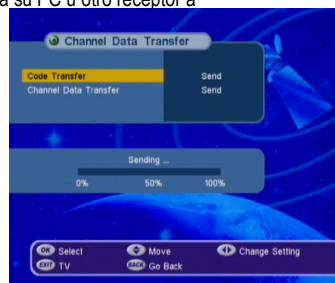 a su PC u otro receptor a
Channel Data Transfer
Code Transfer Send
Channel Data Transfer Send
Sending ...
0% 50% 100%
OK Select Move Change Setting
EXIT TV BACK Go Back